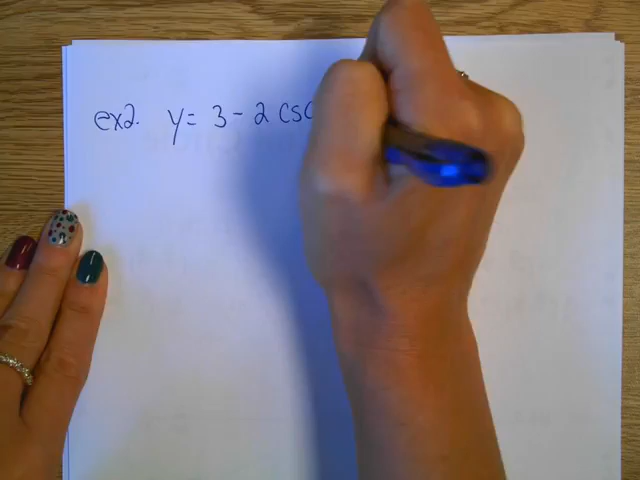 ex2. y = 3 - 2 csc